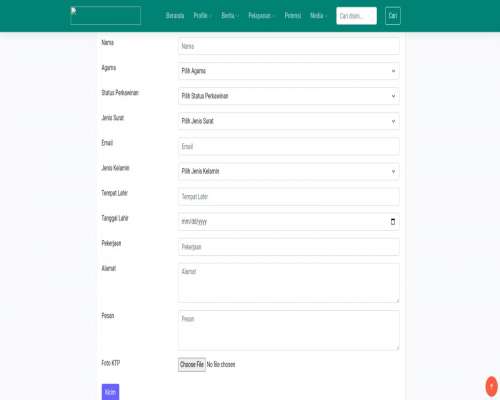 Beranda Profile Berita Pelayanan Potensi Media Cari disini... Cari
Nama Nama
Agama Pilih Agama
Status Perkawinan Pilih Status Perkawinan
Jenis Surat Pilih Jenis Surat
Email Email
Jenis Kelamin Pilih Jenis Kelamin
Tempat Lahir Tempat Lahir
Tanggal Lahir mm/dd/yyyy
Pekerjaan Pekerjaan
Alamat Alamat
Pesan Pesan
Foto KTP Choose File No file chosen
Kirim